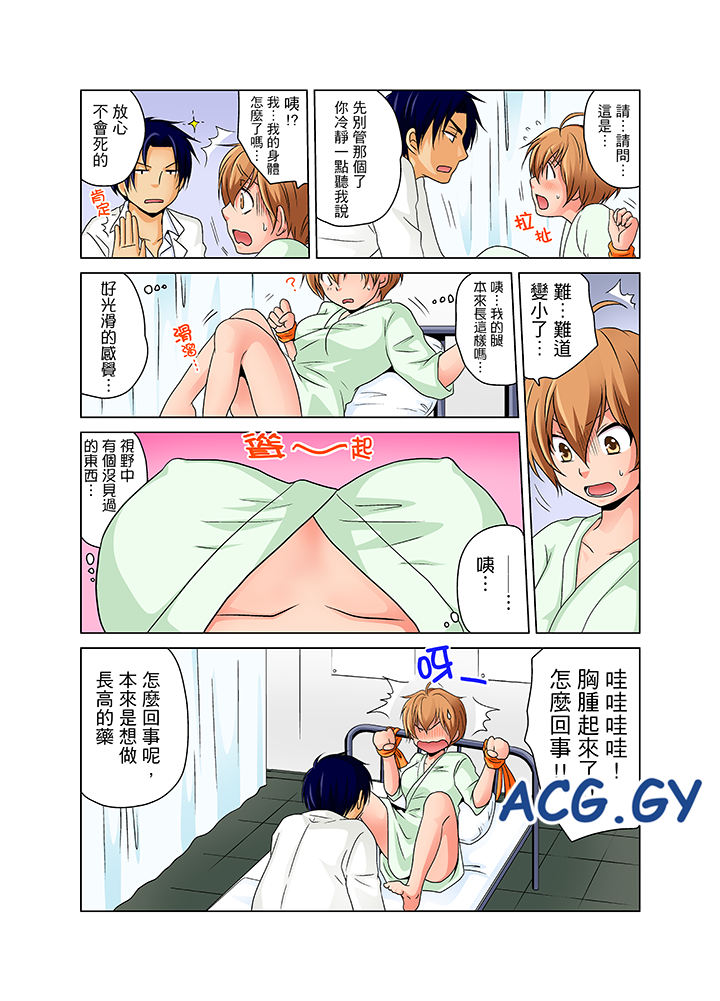 請…請問…
這是…
拉扯
先別管那個了
你冷靜一點聽我說
咦!?
我…我的身體
怎麼了嗎…
放心
不會死的
肯定
難…難道
變小了…
咦…我的腿
本來長這樣嗎…
?
滑
溜…
好光滑的感覺…
聳～起
……
咦…
視野中
有個沒見過
的東西…
哇哇哇哇！
胸腫起來了
怎麼回事!!
呀—
怎麼回事呢，
本來是想做
長高的藥
ACG.GY